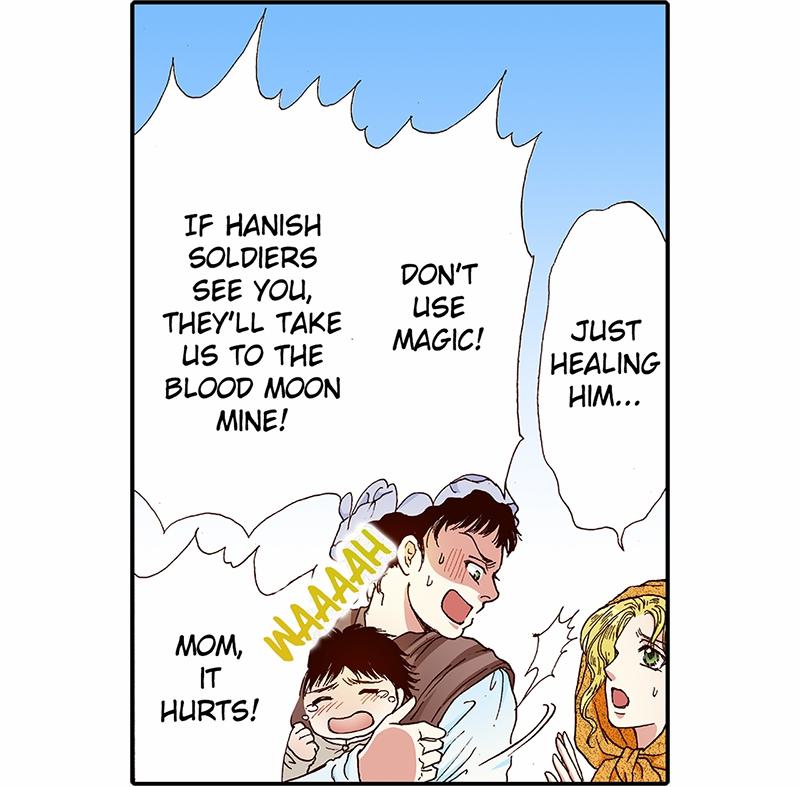 JUST
HEALING
HIM...
DON'T
USE
MAGIC!
IF HANISH
SOLDIERS
SEE YOU,
THEY'LL TAKE
US TO THE
BLOOD MOON
MINE!
WAAAAAH
MOM,
IT
HURTS!